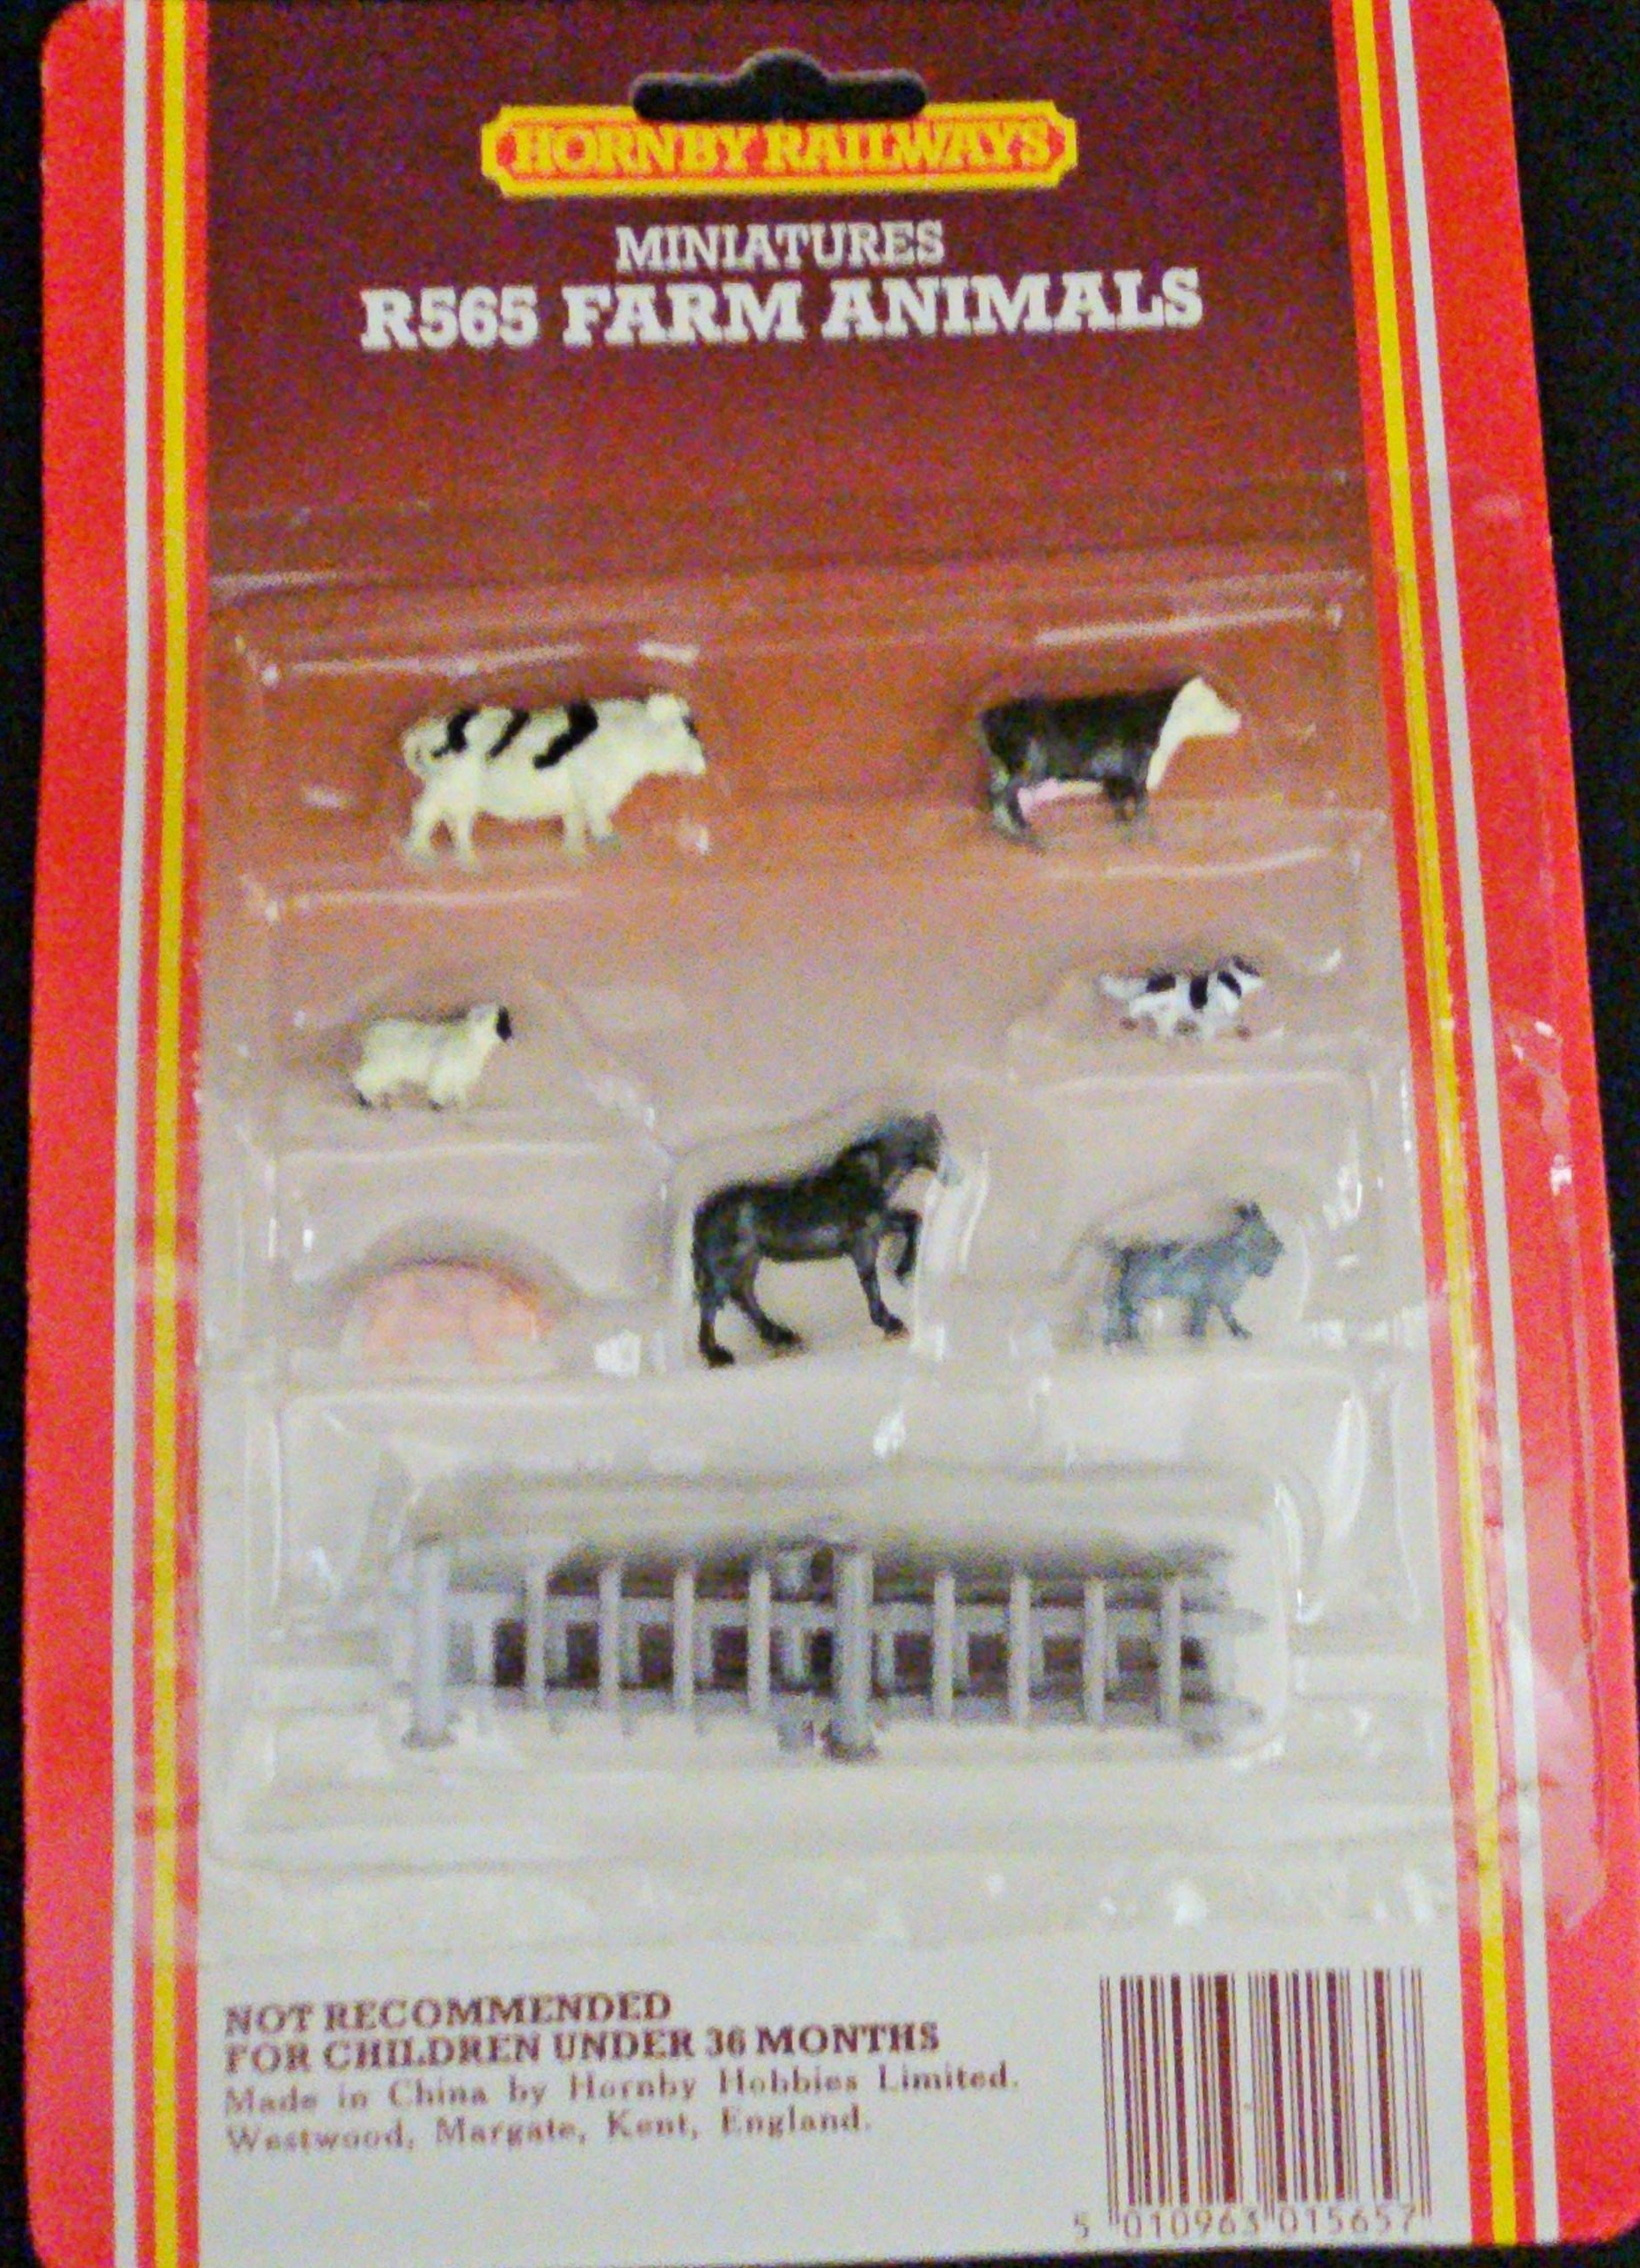 HORNBY RAILWAYS
MINIATURES
R565 FARM ANIMALS
NOT RECOMMENDED
FOR CHILDREN UNDER 36 MONTHS
Made in China by Hornby Hobbies Limited.
Westwood, Margate, Kent, England.
5 010963 015657